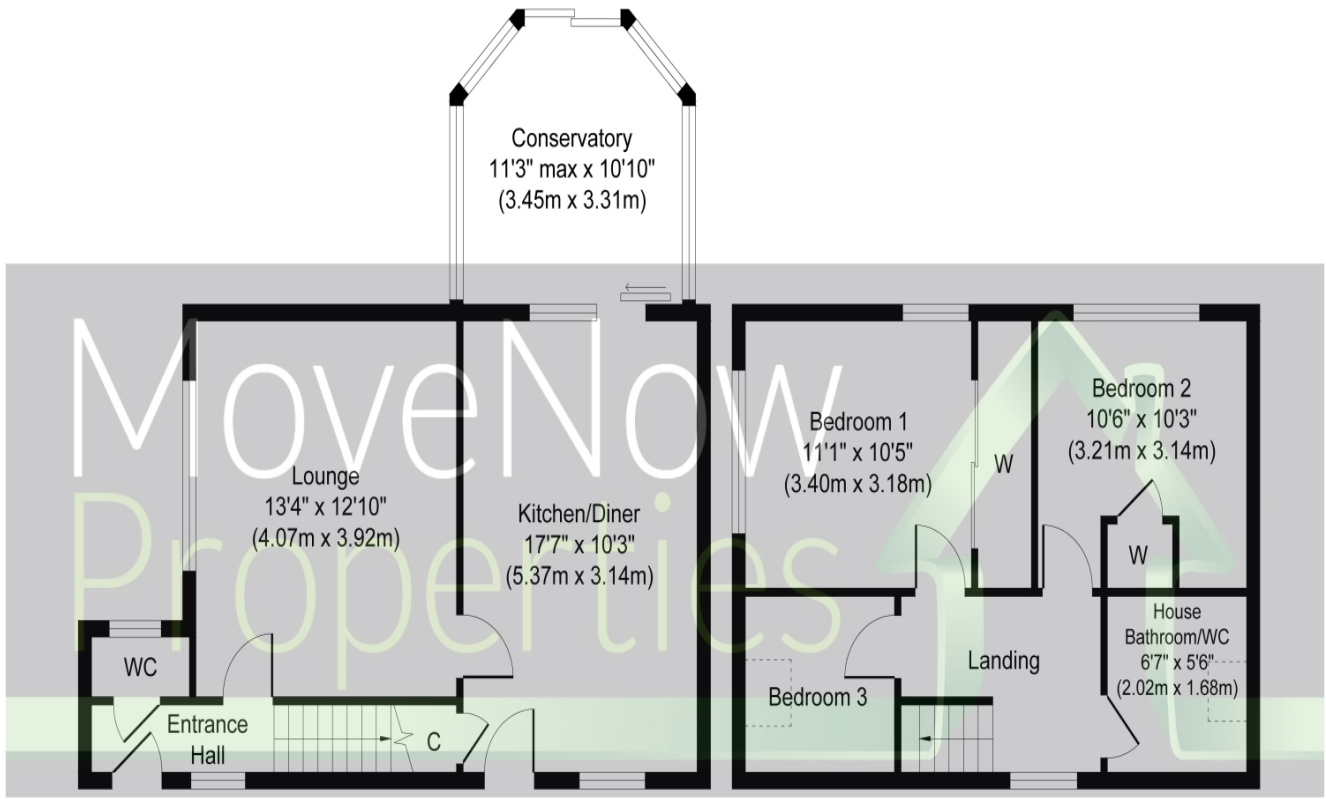 Conservatory
11'3" max x 10'10"
(3.45m x 3.31m)
MoveNow
Properties
Lounge
13'4" x 12'10"
(4.07m x 3.92m)
Kitchen/Diner
17'7" x 10'3"
(5.37m x 3.14m)
WC
Entrance
Hall
C
Bedroom 1
11'1" x 10'5"
(3.40m x 3.18m)
W
Bedroom 2
10'6" x 10'3"
(3.21m x 3.14m)
W
House
Bathroom/WC
6'7" x 5'6"
(2.02m x 1.68m)
Landing
Bedroom 3